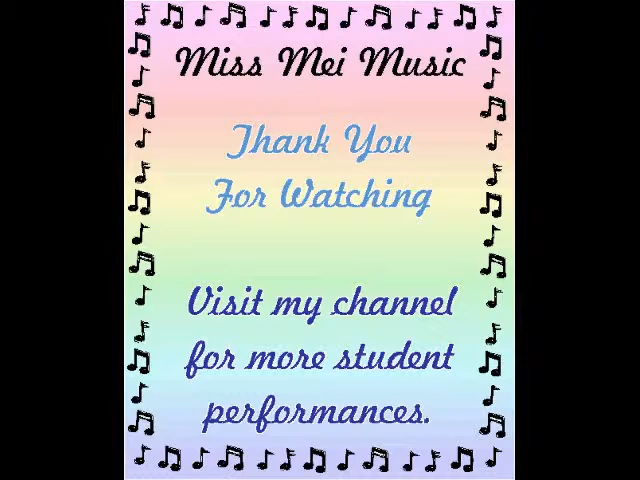 Miss Mei Music
Thank You
For Watching
Visit my channel
for more student
performances.